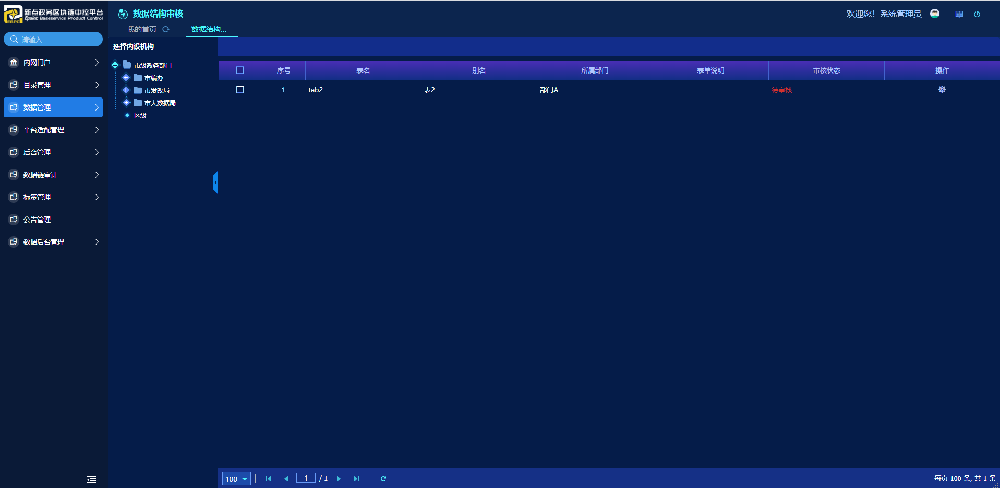 新点政务区块链中控平台
Epoint Baseservice Product Control
EBPC
请输入
内网门户
目录管理
数据管理
平台适配管理
后台管理
数据链审计
标签管理
公告管理
数据后台管理
数据结构审核
我的首页
数据结构...
欢迎您！系统管理员
选择内设机构
市级政务部门
市编办
市发改局
市大数据局
区级
序号 表名 别名 所属部门 表单说明 审核状态 操作
1 tab2 表2 部门A 待审核
100 1 / 1
每页 100 条, 共 1 条